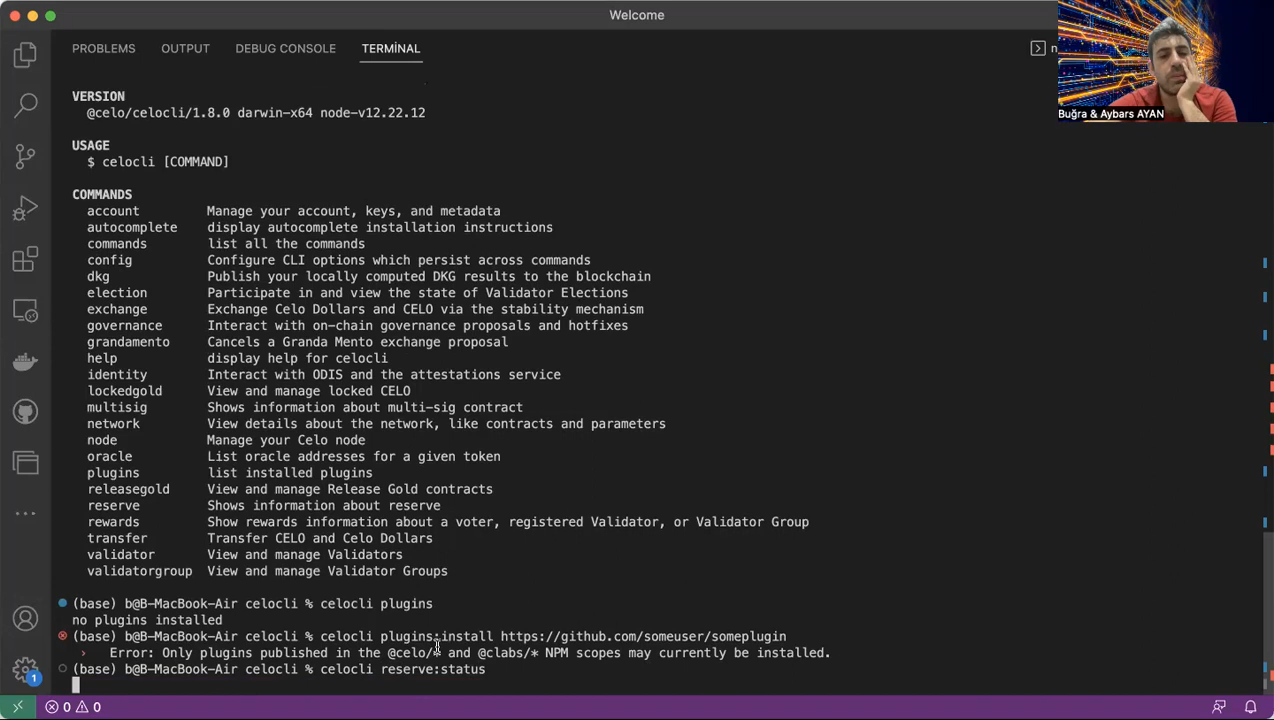 Welcome
PROBLEMS OUTPUT DEBUG CONSOLE TERMİNAL
Buğra & Aybars AYAN
VERSION
@celo/celocli/1.8.0 darwin-x64 node-v12.22.12
USAGE
$ celocli [COMMAND]
COMMANDS
account Manage your account, keys, and metadata
autocomplete display autocomplete installation instructions
commands list all the commands
config Configure CLI options which persist across commands
dkg Publish your locally computed DKG results to the blockchain
election Participate in and view the state of Validator Elections
exchange Exchange Celo Dollars and CELO via the stability mechanism
governance Interact with on-chain governance proposals and hotfixes
grandamento Cancels a Granda Mento exchange proposal
help display help for celocli
identity Interact with ODIS and the attestations service
lockedgold View and manage locked CELO
multisig Shows information about multi-sig contract
network View details about the network, like contracts and parameters
node Manage your Celo node
oracle List oracle addresses for a given token
plugins list installed plugins
releasegold View and manage Release Gold contracts
reserve Shows information about reserve
rewards Show rewards information about a voter, registered Validator, or Validator Group
transfer Transfer CELO and Celo Dollars
validator View and manage Validators
validatorgroup View and manage Validator Groups
(base) b@B-MacBook-Air celocli % celocli plugins
no plugins installed
(base) b@B-MacBook-Air celocli % celocli plugins:install https://github.com/someuser/someplugin
› Error: Only plugins published in the @celo/* and @clabs/* NPM scopes may currently be installed.
(base) b@B-MacBook-Air celocli % celocli reserve:status
1
0 0